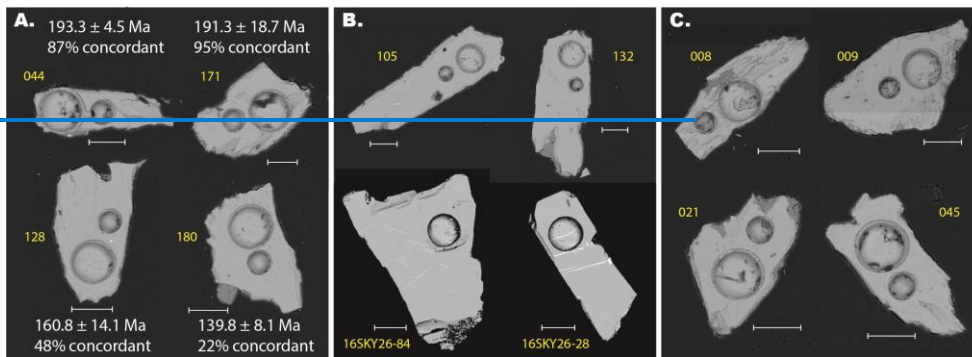 A.
193.3 ± 4.5 Ma
87% concordant
191.3 ± 18.7 Ma
95% concordant
044
171
128
180
160.8 ± 14.1 Ma
48% concordant
139.8 ± 8.1 Ma
22% concordant
B.
105
132
16SKY26-84
16SKY26-28
C.
008
009
021
045